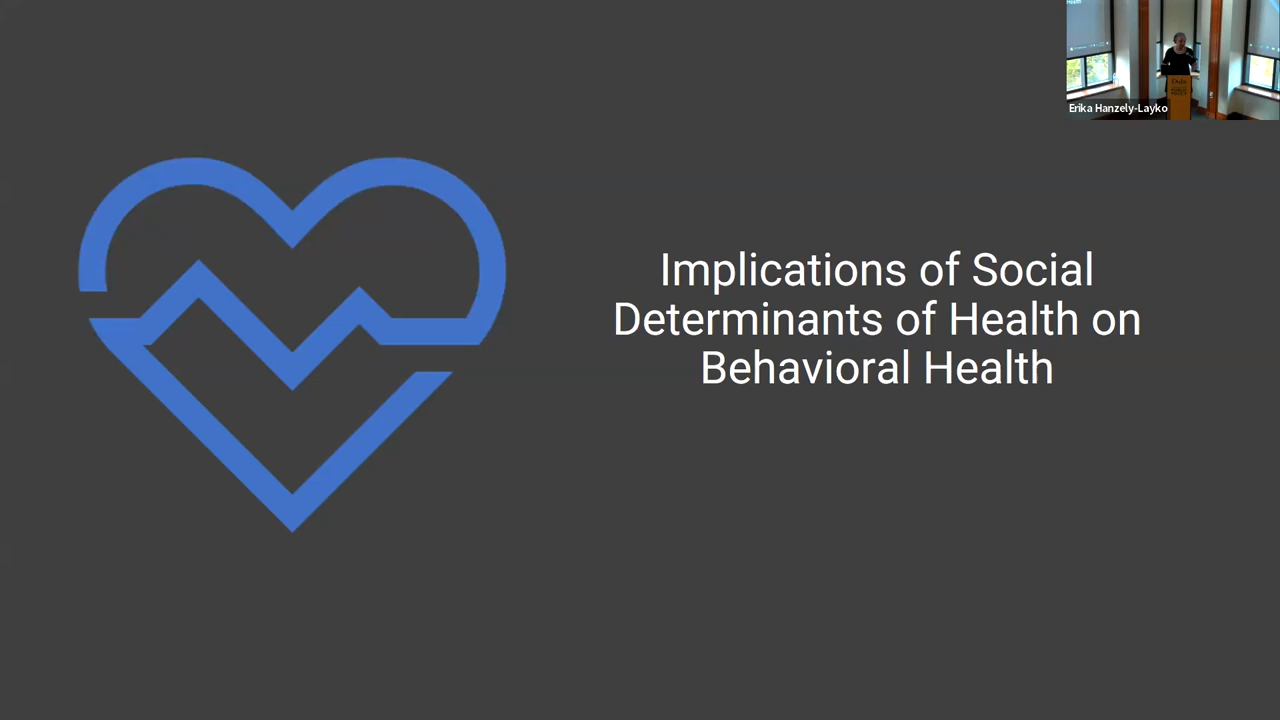 Implications of Social
Determinants of Health on
Behavioral Health
Erika Hanzely-Layko